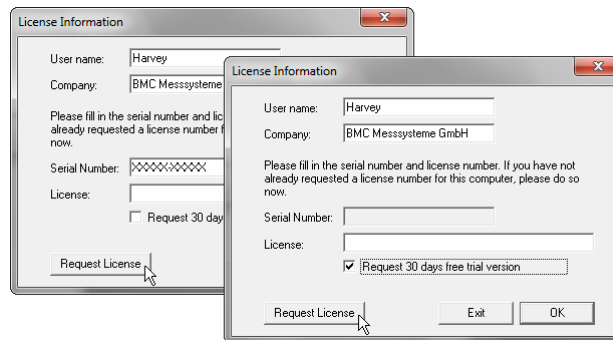 License Information
User name: Harvey
Company: BMC Messsysteme
Please fill in the serial number and lic
already requested a license number f
now.
Serial Number: XXXXX-XXXXX
License:
Request 30 day
Request License
License Information
User name: Harvey
Company: BMC Messsysteme GmbH
Please fill in the serial number and license number. If you have not
already requested a license number for this computer, please do so
now.
Serial Number:
License:
Request 30 days free trial version
Request License Exit OK